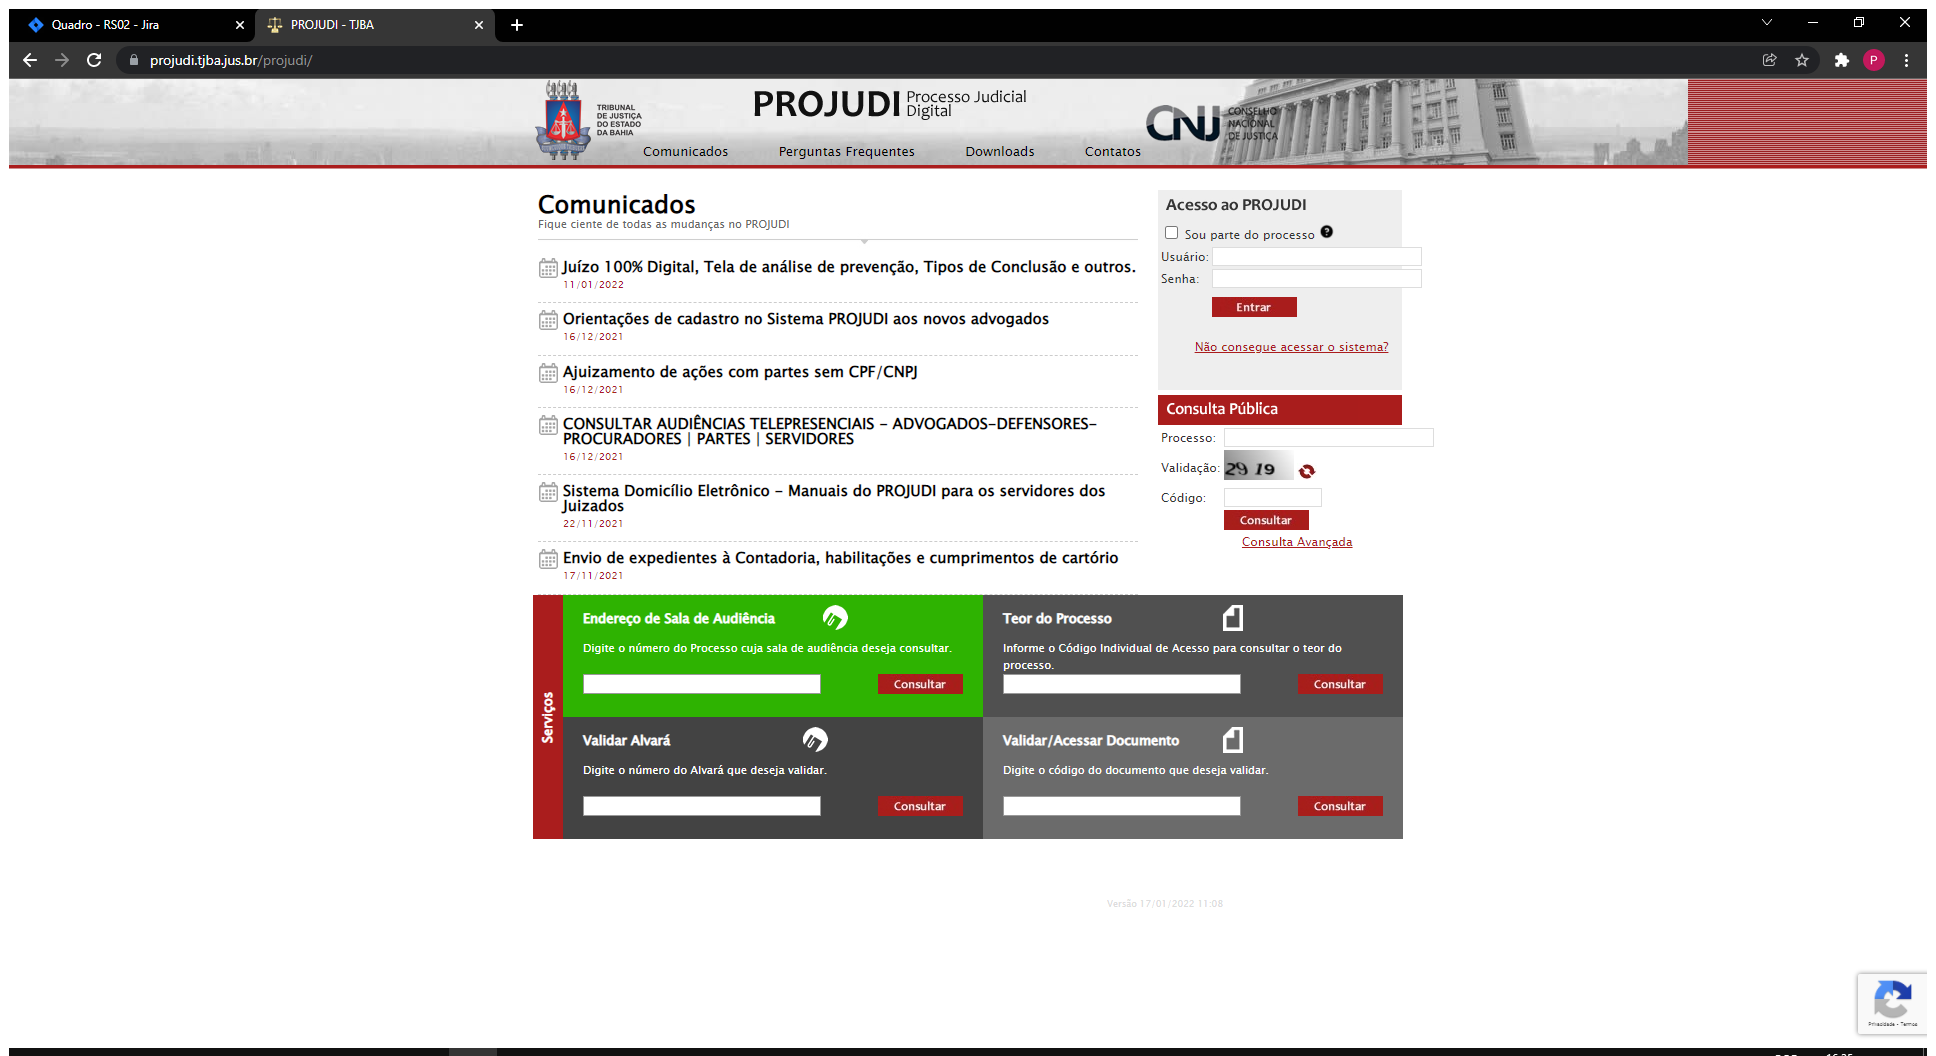 Quadro - RS02 - Jira
PROJUDI - TJBA
projudi.tjba.jus.br/projudi/
P
TRIBUNAL
DE JUSTIÇA
DO ESTADO
DA BAHIA
PROJUDI Processo Judicial
Digital
CNJ CONSELHO
NACIONAL
DE JUSTIÇA
Comunicados
Perguntas Frequentes
Downloads
Contatos
Comunicados
Fique ciente de todas as mudanças no PROJUDI
Juízo 100% Digital, Tela de análise de prevenção, Tipos de Conclusão e outros.
11/01/2022
Orientações de cadastro no Sistema PROJUDI aos novos advogados
16/12/2021
Ajuizamento de ações com partes sem CPF/CNPJ
16/12/2021
CONSULTAR AUDIÊNCIAS TELEPRESENCIAIS - ADVOGADOS-DEFENSORES-
PROCURADORES | PARTES | SERVIDORES
16/12/2021
Sistema Domicílio Eletrônico - Manuais do PROJUDI para os servidores dos
Juizados
22/11/2021
Envio de expedientes à Contadoria, habilitações e cumprimentos de cartório
17/11/2021
Acesso ao PROJUDI
Sou parte do processo ?
Usuário:
Senha:
Entrar
Não consegue acessar o sistema?
Consulta Pública
Processo:
Validação: 29 19
Código:
Consultar
Consulta Avançada
Serviços
Endereço de Sala de Audiência
Digite o número do Processo cuja sala de audiência deseja consultar.
Consultar
Teor do Processo
Informe o Código Individual de Acesso para consultar o teor do
processo.
Consultar
Validar Alvará
Digite o número do Alvará que deseja validar.
Consultar
Validar/Acessar Documento
Digite o código do documento que deseja validar.
Consultar
Versão 17/01/2022 11:08
Privacidade - Termos